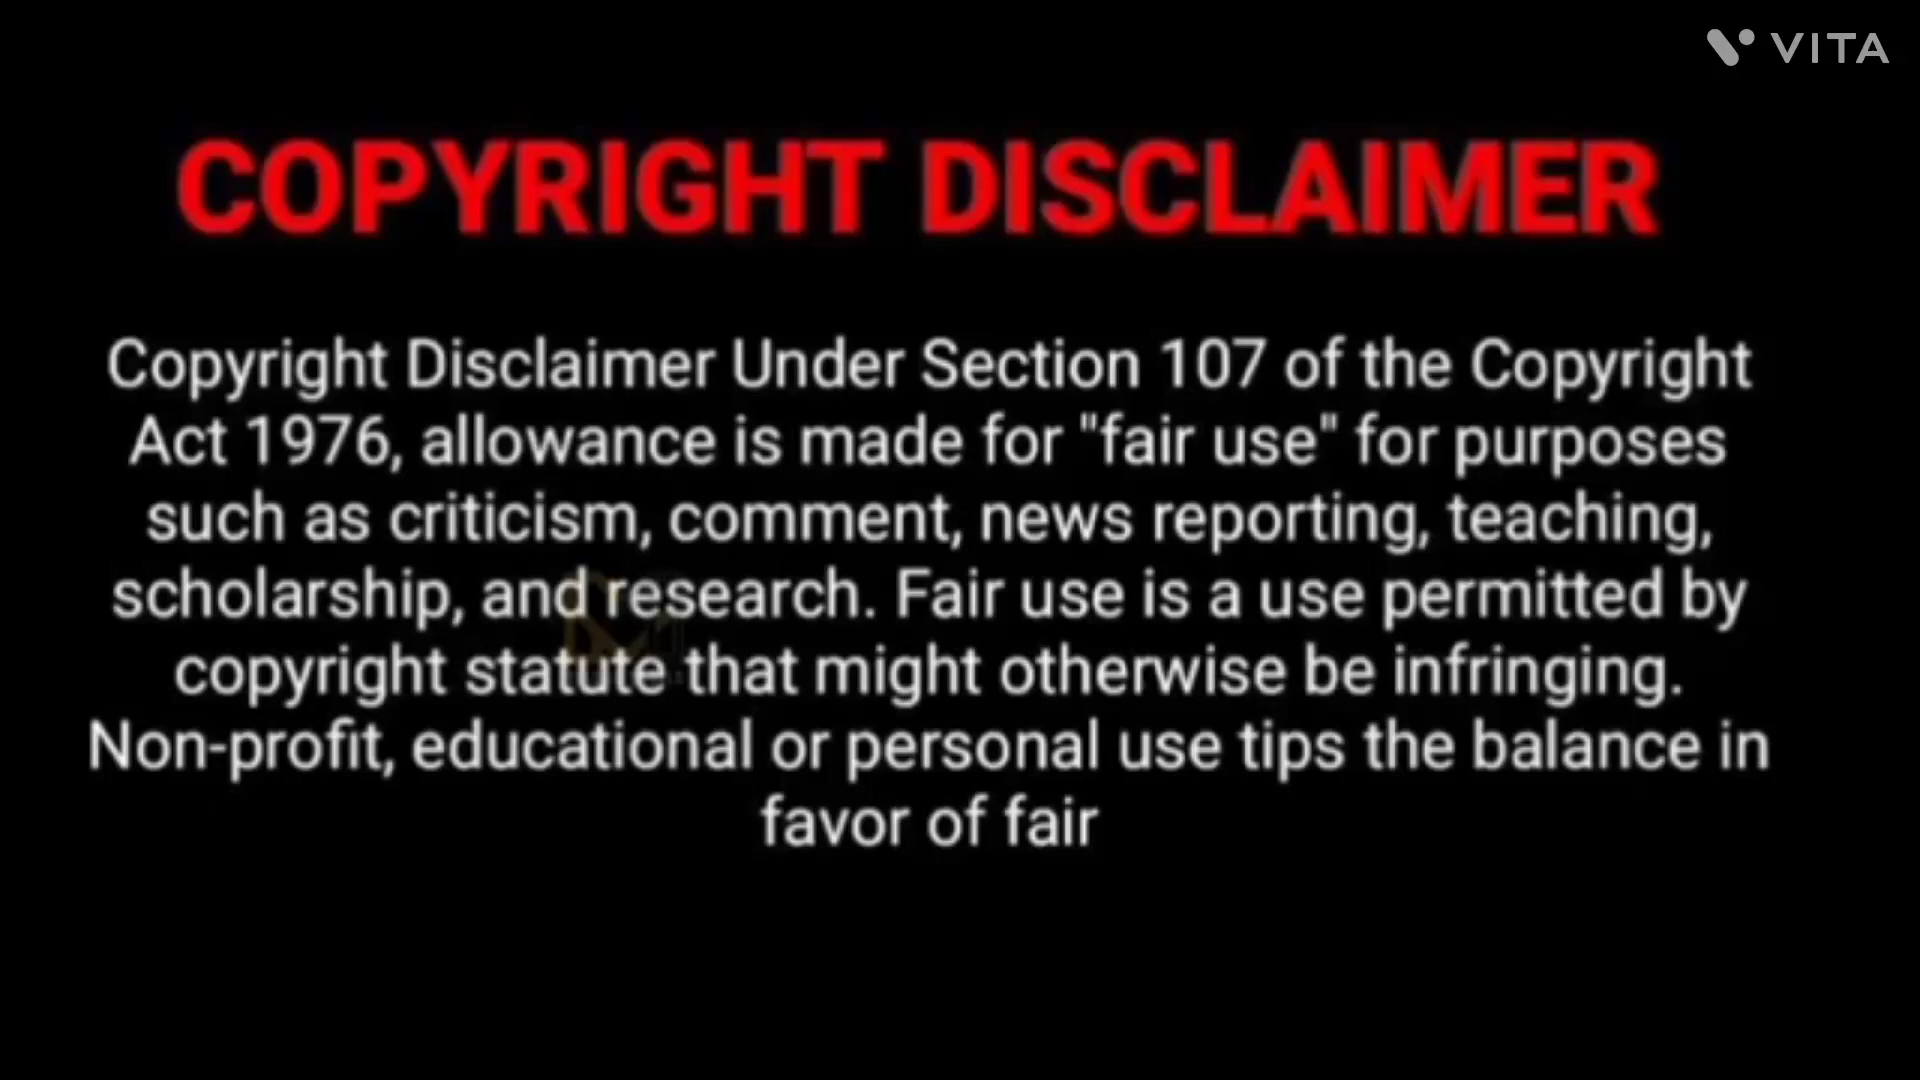 VITA
COPYRIGHT DISCLAIMER
Copyright Disclaimer Under Section 107 of the Copyright
Act 1976, allowance is made for "fair use" for purposes
such as criticism, comment, news reporting, teaching,
scholarship, and research. Fair use is a use permitted by
copyright statute that might otherwise be infringing.
Non-profit, educational or personal use tips the balance in
favor of fair